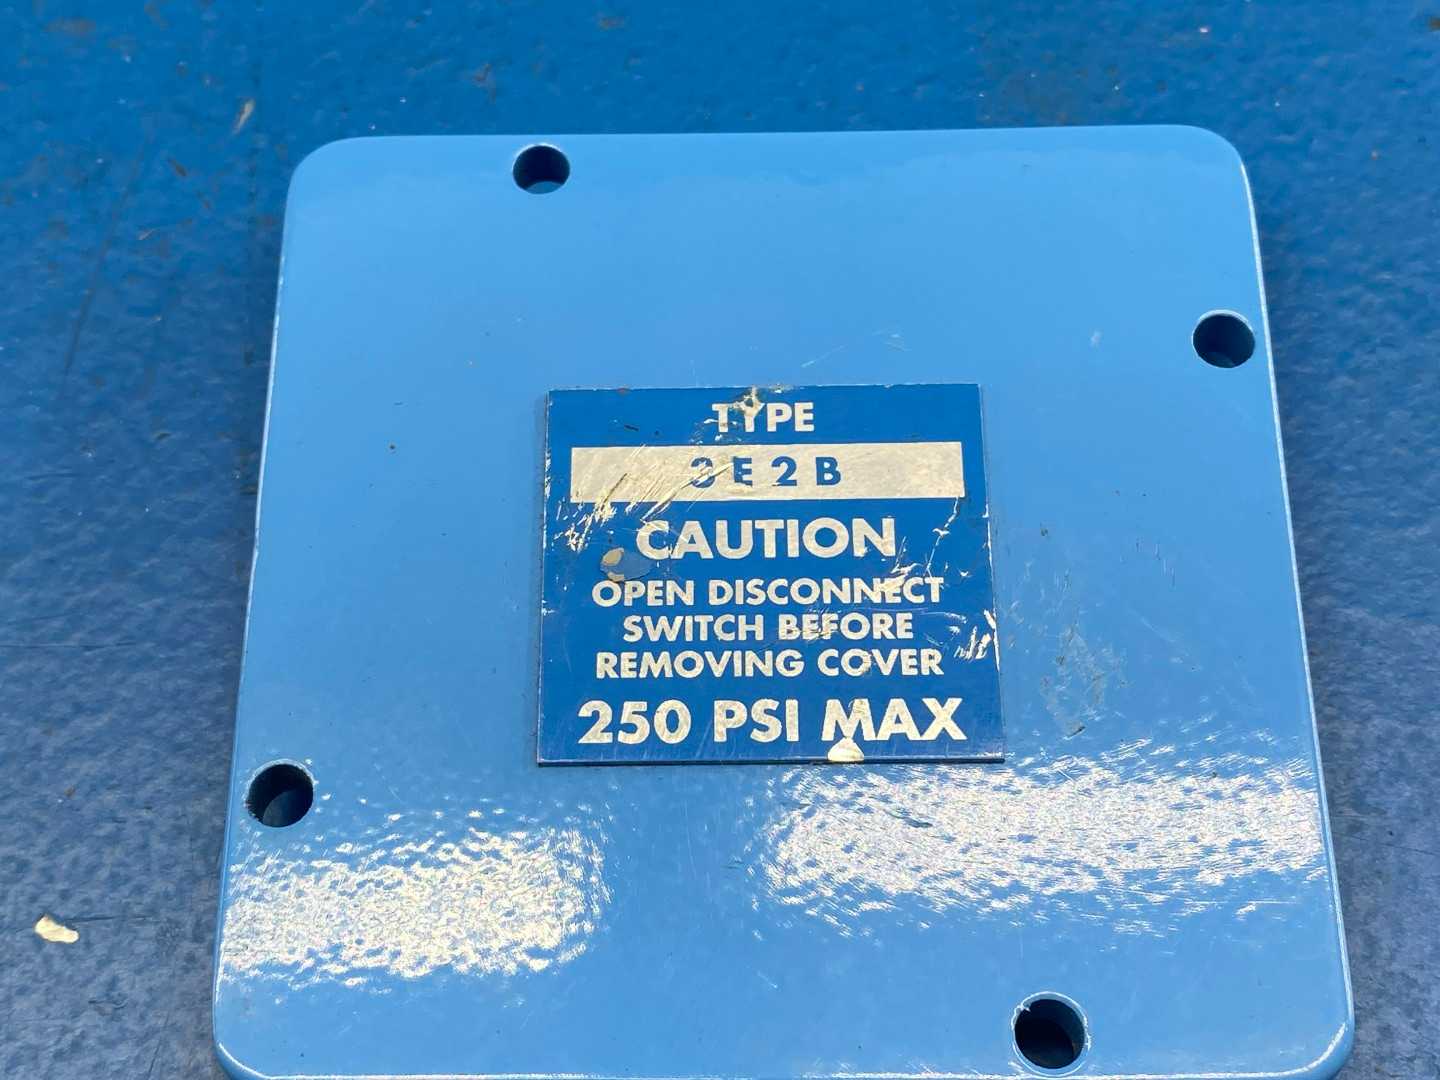 TYPE
3E2B
CAUTION
OPEN DISCONNECT
SWITCH BEFORE
REMOVING COVER
250 PSI MAX